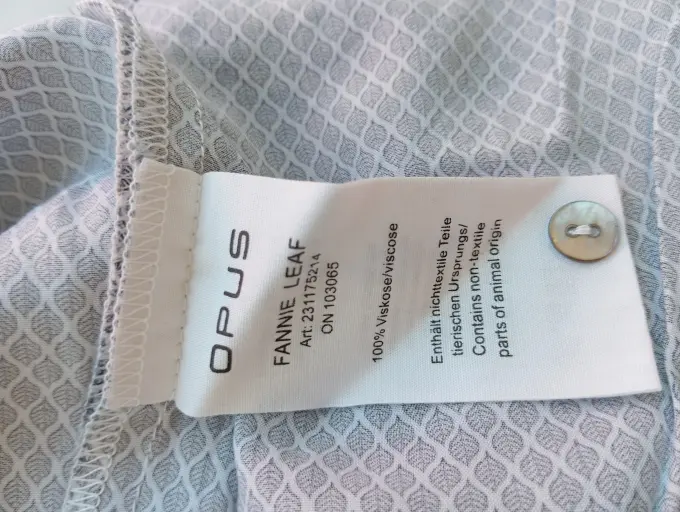 OPUS
FANNIE LEAF
Art: 231175214
ON 103065
100% Viskose/viscose
Enthält nichttextile Teile
tierischen Ursprungs/
Contains non-textile
parts of animal origin